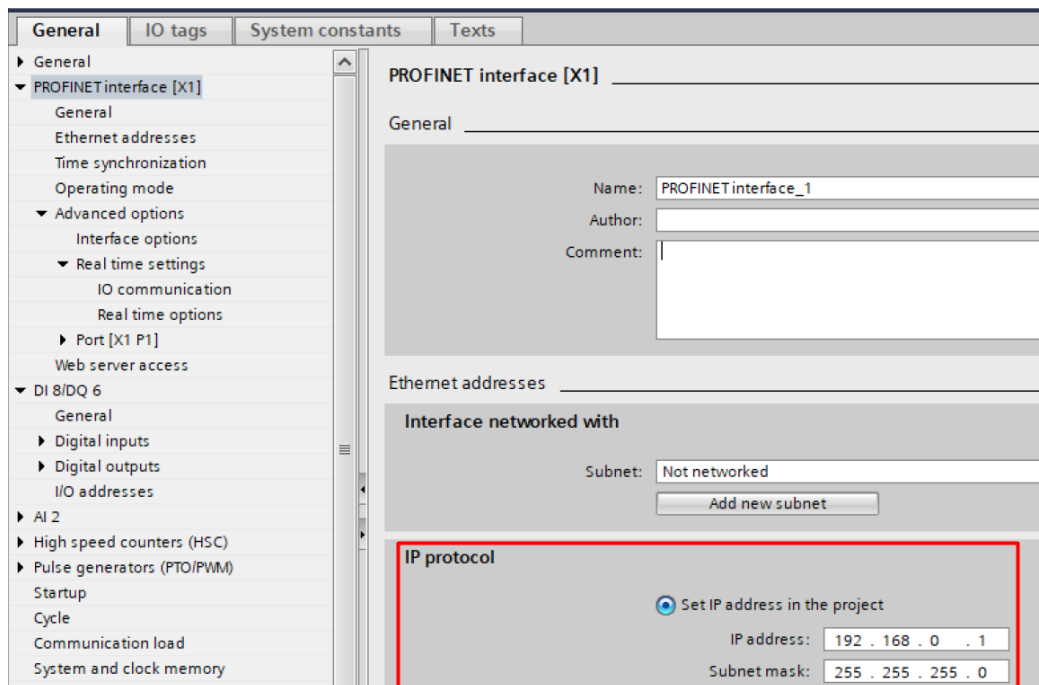 General
IO tags
System constants
Texts
General
PROFINET interface [X1]
General
Ethernet addresses
Time synchronization
Operating mode
Advanced options
Interface options
Real time settings
IO communication
Real time options
Port [X1 P1]
Web server access
DI 8/DQ 6
General
Digital inputs
Digital outputs
I/O addresses
AI 2
High speed counters (HSC)
Pulse generators (PTO/PWM)
Startup
Cycle
Communication load
System and clock memory
PROFINET interface [X1]
General
Name: PROFINET interface_1
Author:
Comment:
Ethernet addresses
Interface networked with
Subnet: Not networked
Add new subnet
IP protocol
Set IP address in the project
IP address: 192 . 168 . 0 . 1
Subnet mask: 255 . 255 . 255 . 0